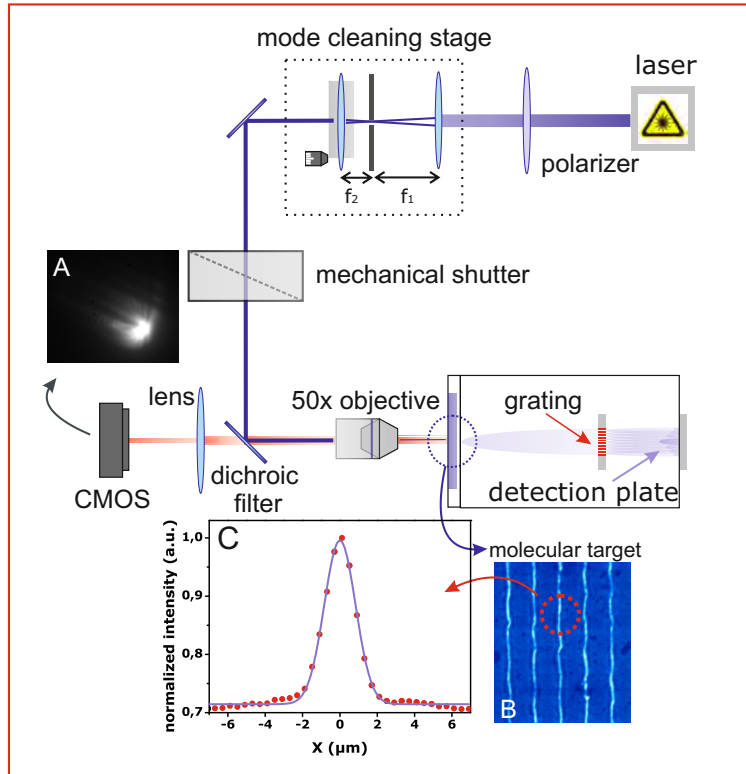 mode cleaning stage
laser
polarizer
f₂
f₁
A
mechanical shutter
lens
50x objective
grating
CMOS
dichroic
filter
detection plate
C
molecular target
normalized intensity (a.u.)
1,0
0,9
0,8
0,7
-6 -4 -2 0 2 4 6
X (µm)
B